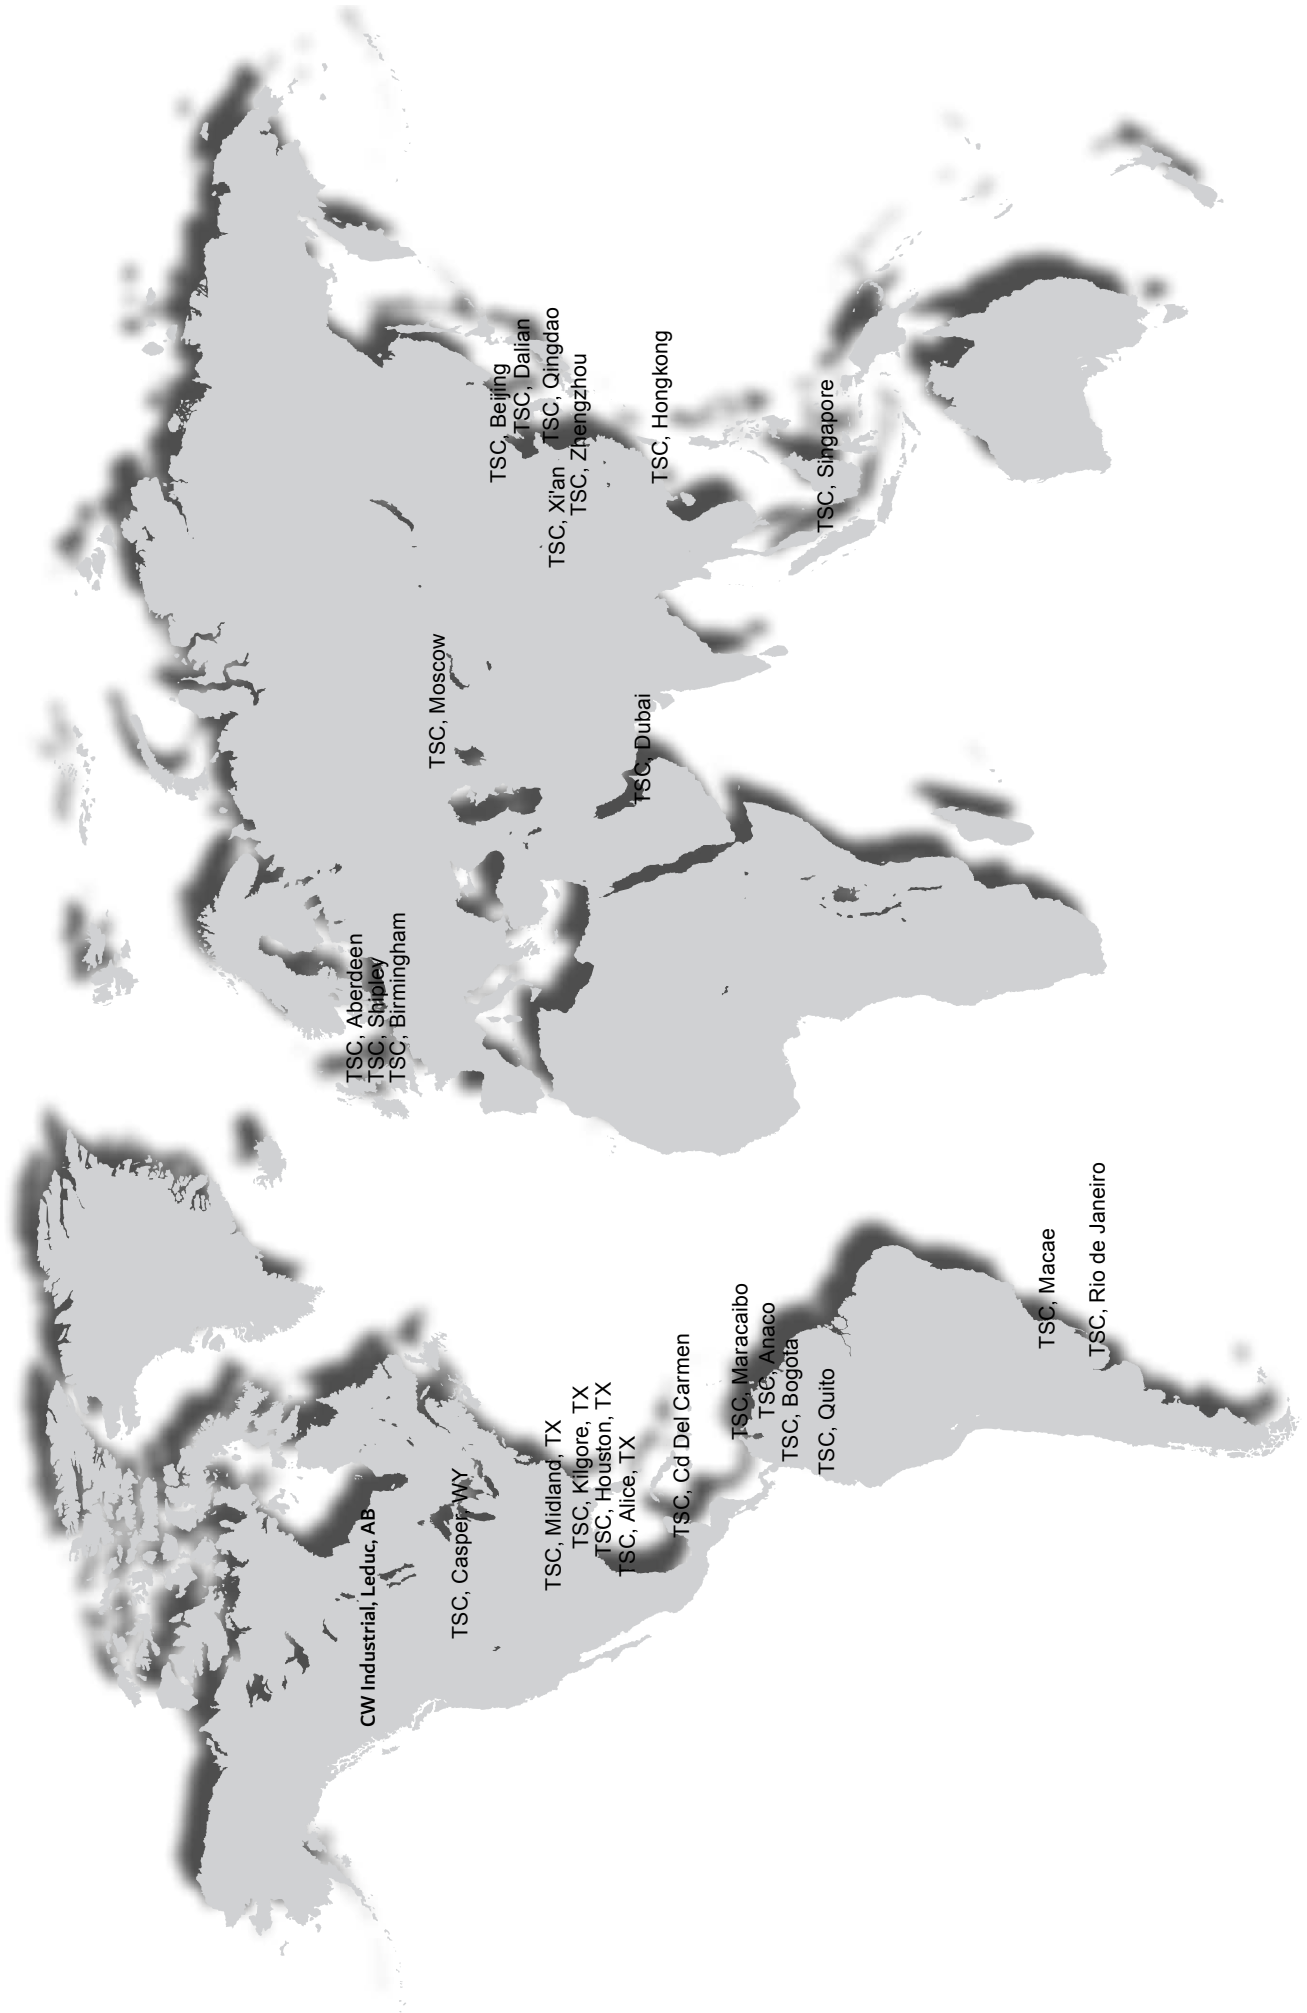 CW Industrial, Leduc, AB
TSC, Casper, WY
TSC, Midland, TX
TSC, Kilgore, TX
TSC, Houston, TX
TSC, Alice, TX
TSC, Cd Del Carmen
TSC, Maracaibo
TSC, Anaco
TSC, Bogota
TSC, Quito
TSC, Macae
TSC, Rio de Janeiro
TSC, Aberdeen
TSC, Shipley
TSC, Birmingham
TSC, Moscow
TSC, Dubai
TSC, Beijing
TSC, Dalian
TSC, Qingdao
TSC, Xi'an
TSC, Zhengzhou
TSC, Hongkong
TSC, Singapore